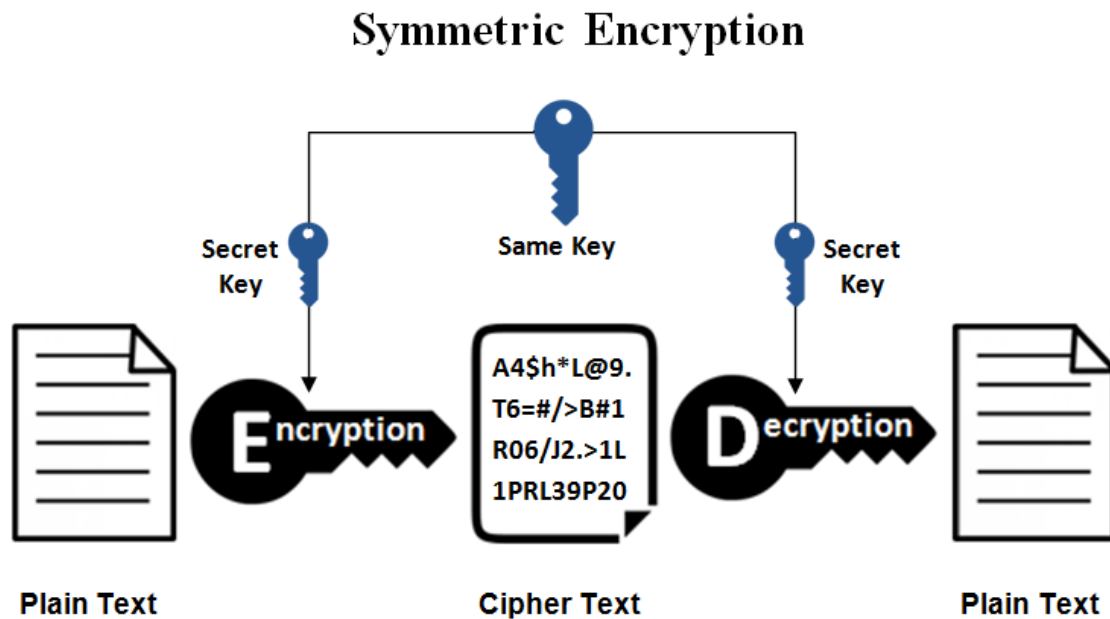 Symmetric Encryption
Same Key
Secret
Key
Secret
Key
Encryption
A4$h*L@9.
T6=#/>B#1
R06/J2.>1L
1PRL39P20
Decryption
Plain Text
Cipher Text
Plain Text